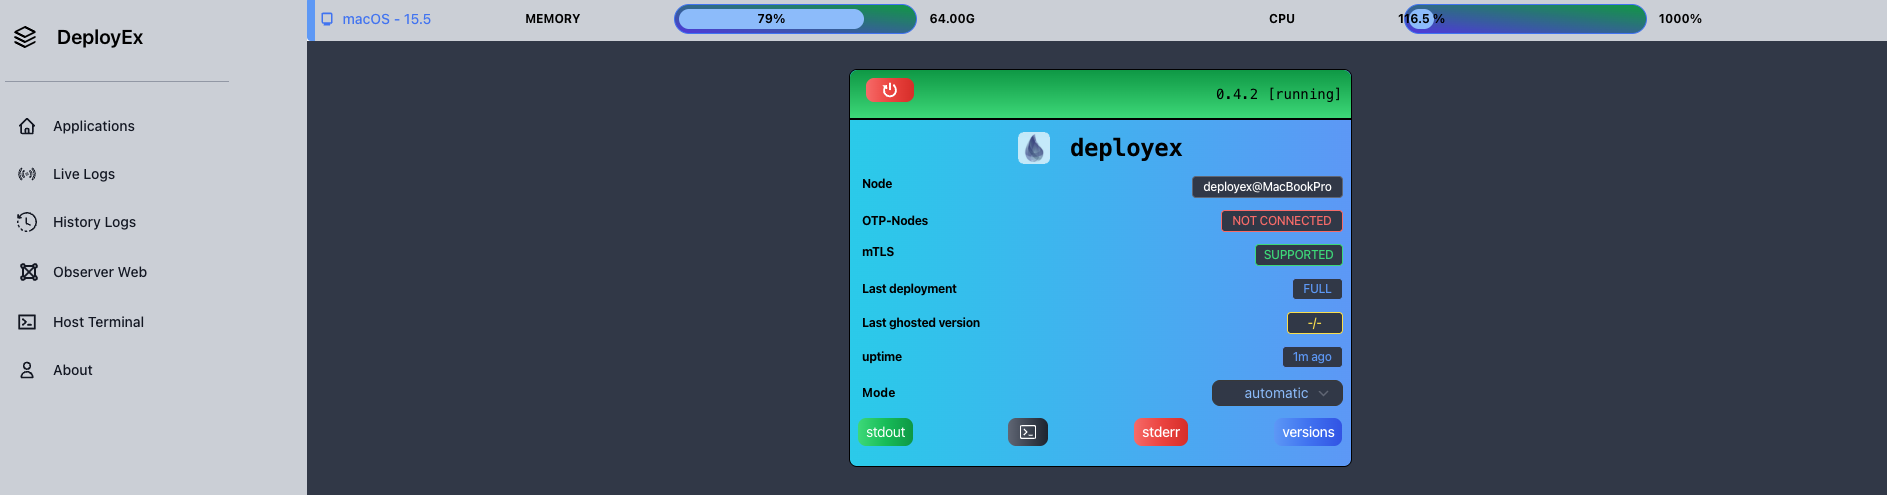 DeployEx
macOS - 15.5
MEMORY
79%
64.00G
CPU
116.5 %
1000%
Applications
Live Logs
History Logs
Observer Web
Host Terminal
About
0.4.2 [running]
deployex
Node deployex@MacBookPro
OTP-Nodes NOT CONNECTED
mTLS SUPPORTED
Last deployment FULL
Last ghosted version -/-
uptime 1m ago
Mode automatic
stdout
stderr
versions